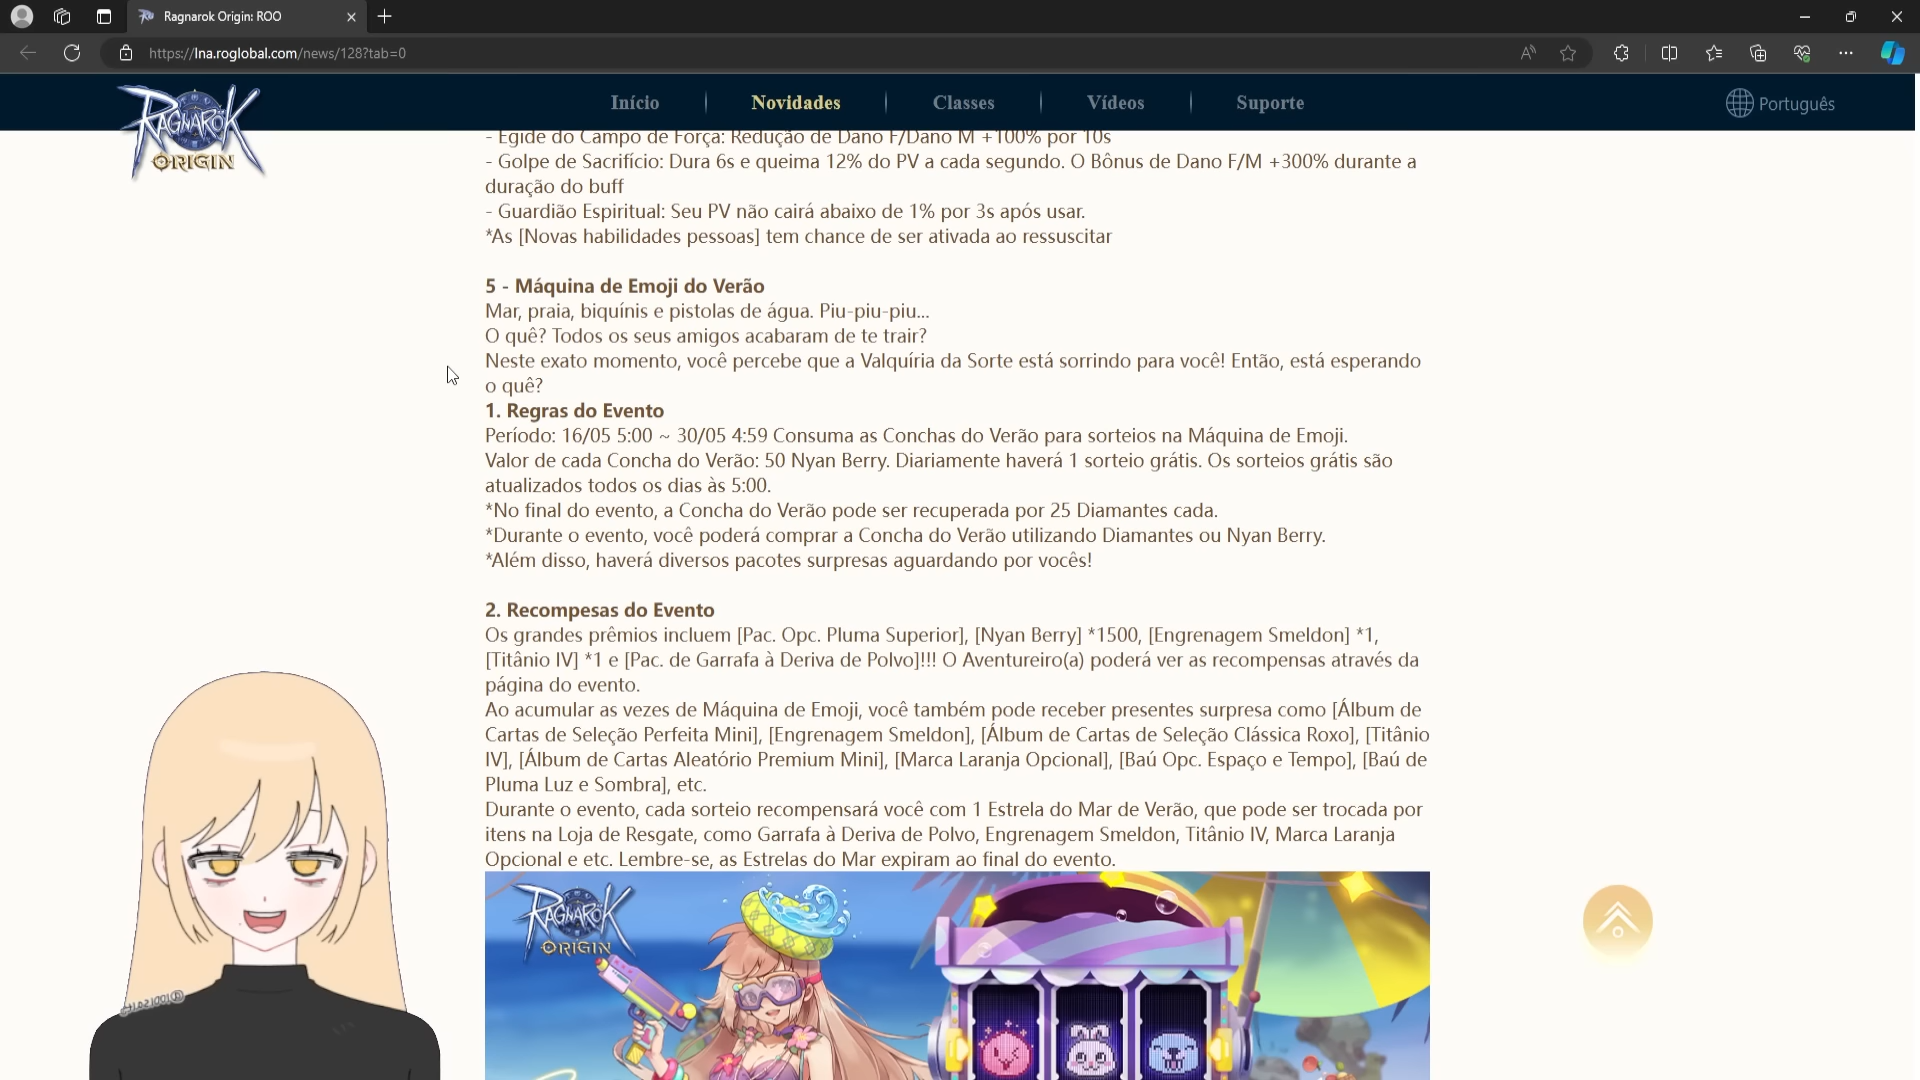 Ragnarok Origin: ROO
https://lna.roglobal.com/news/128?tab=0
RAGNAROK
ORIGIN
Início
Novidades
Classes
Vídeos
Suporte
Português
- Égide do Campo de Força: Redução de Dano F/Dano M +100% por 10s
- Golpe de Sacrifício: Dura 6s e queima 12% do PV a cada segundo. O Bônus de Dano F/M +300% durante a
duração do buff
- Guardião Espiritual: Seu PV não cairá abaixo de 1% por 3s após usar.
*As [Novas habilidades pessoas] tem chance de ser ativada ao ressuscitar
5 - Máquina de Emoji do Verão
Mar, praia, biquínis e pistolas de água. Piu-piu-piu...
O quê? Todos os seus amigos acabaram de te trair?
Neste exato momento, você percebe que a Valquíria da Sorte está sorrindo para você! Então, está esperando
o quê?
1. Regras do Evento
Período: 16/05 5:00 ~ 30/05 4:59 Consuma as Conchas do Verão para sorteios na Máquina de Emoji.
Valor de cada Concha do Verão: 50 Nyan Berry. Diariamente haverá 1 sorteio grátis. Os sorteios grátis são
atualizados todos os dias às 5:00.
*No final do evento, a Concha do Verão pode ser recuperada por 25 Diamantes cada.
*Durante o evento, você poderá comprar a Concha do Verão utilizando Diamantes ou Nyan Berry.
*Além disso, haverá diversos pacotes surpresas aguardando por vocês!
2. Recompesas do Evento
Os grandes prêmios incluem [Pac. Opc. Pluma Superior], [Nyan Berry] *1500, [Engrenagem Smeldon] *1,
[Titânio IV] *1 e [Pac. de Garrafa à Deriva de Polvo]!!! O Aventureiro(a) poderá ver as recompensas através da
página do evento.
Ao acumular as vezes de Máquina de Emoji, você também pode receber presentes surpresa como [Álbum de
Cartas de Seleção Perfeita Mini], [Engrenagem Smeldon], [Álbum de Cartas de Seleção Clássica Roxo], [Titânio
IV], [Álbum de Cartas Aleatório Premium Mini], [Marca Laranja Opcional], [Baú Opc. Espaço e Tempo], [Baú de
Pluma Luz e Sombra], etc.
Durante o evento, cada sorteio recompensará você com 1 Estrela do Mar de Verão, que pode ser trocada por
itens na Loja de Resgate, como Garrafa à Deriva de Polvo, Engrenagem Smeldon, Titânio IV, Marca Laranja
Opcional e etc. Lembre-se, as Estrelas do Mar expiram ao final do evento.
RAGNAROK
ORIGIN